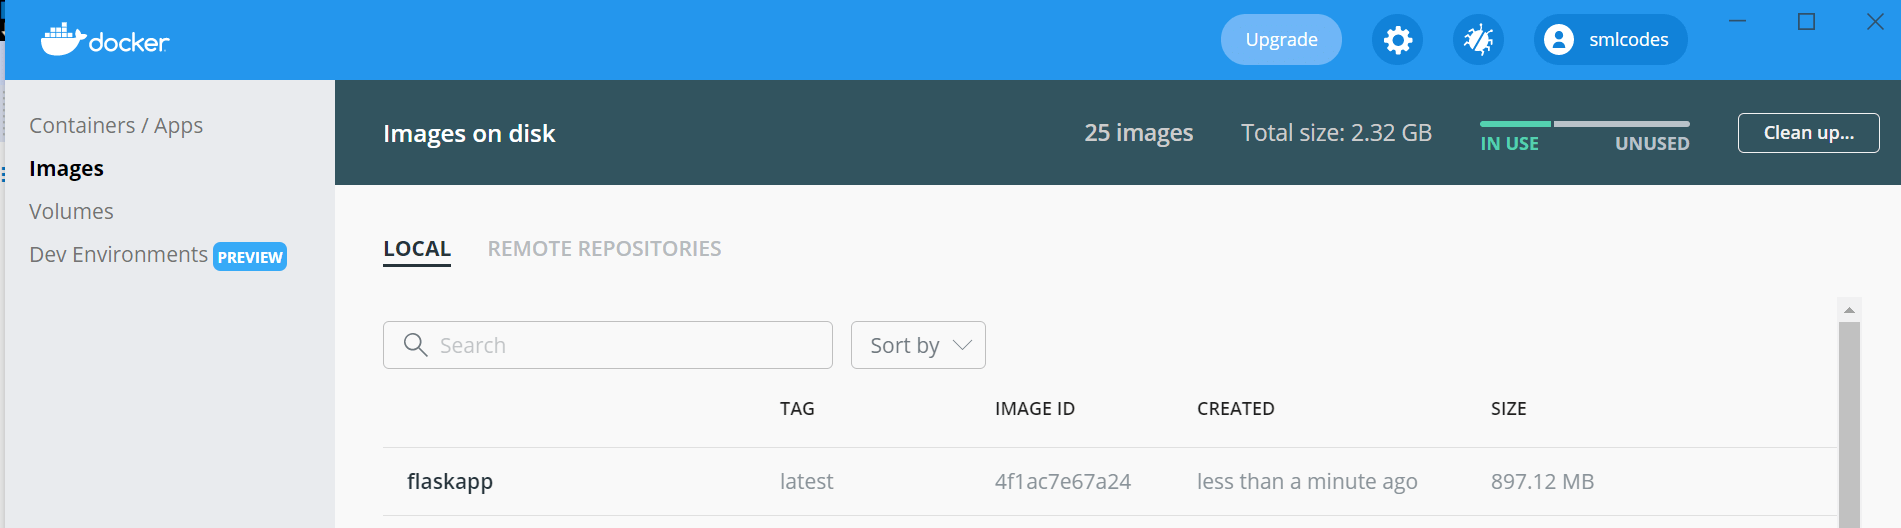 docker
Upgrade
smlcodes
Containers / Apps
Images
Volumes
Dev Environments PREVIEW
Images on disk
25 images
Total size: 2.32 GB
IN USE
UNUSED
Clean up...
LOCAL
REMOTE REPOSITORIES
Search
Sort by
TAG IMAGE ID CREATED SIZE
flaskapp latest 4f1ac7e67a24 less than a minute ago 897.12 MB